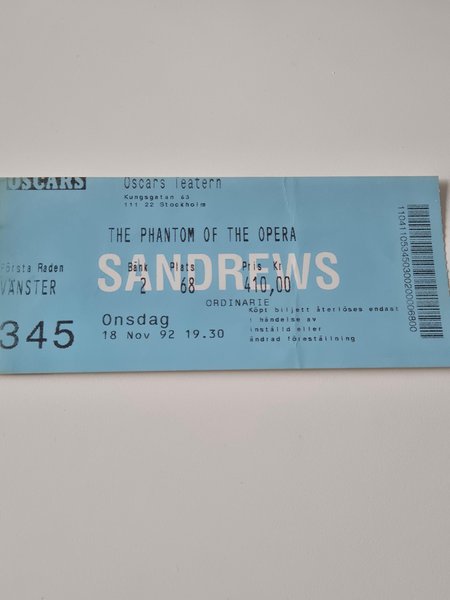 OSCARS Oscars Teatern
Kungsgatan 63
111 22 Stockholm
THE PHANTOM OF THE OPERA
Första Raden Bänk Plats Pris Kr
VÄNSTER 2 68 410,00
SANDREWS
ORDINARIE
345 Onsdag
18 Nov 92 19.30
Köpt biljett återlöses endast
i händelse av
inställd eller
ändrad föreställning